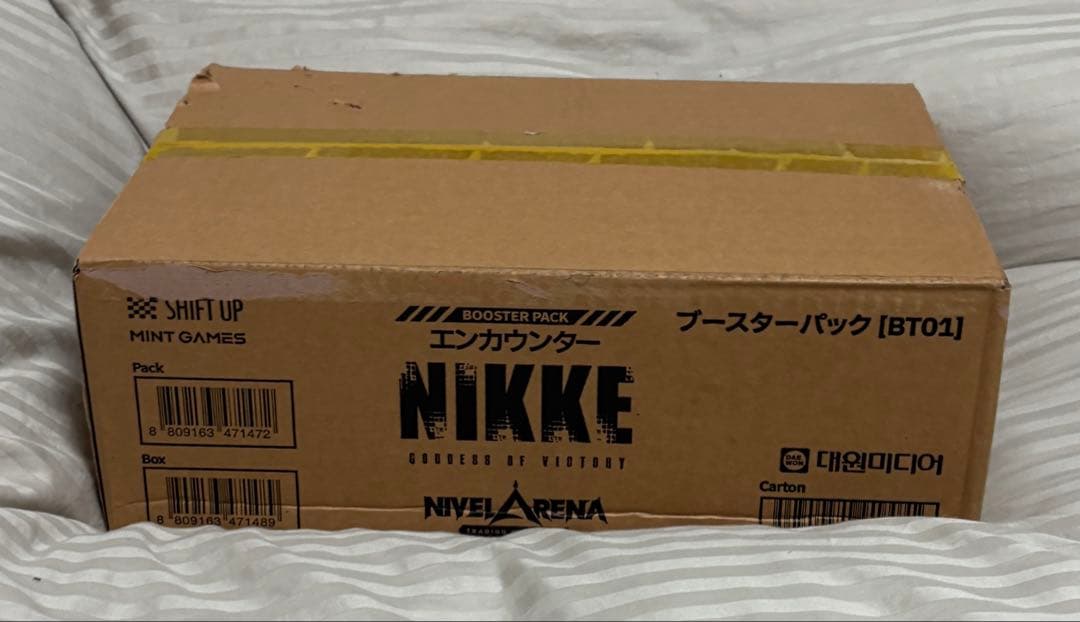 SHIFT UP
MINT GAMES
Pack
8 809163 471472
Box
8 809163 471489
BOOSTER PACK
エンカウンター
NIKKE
GODDESS OF VICTORY
NIVEL ARENA
ブースターパック [BT01]
DAE WON 대원미디어
Carton